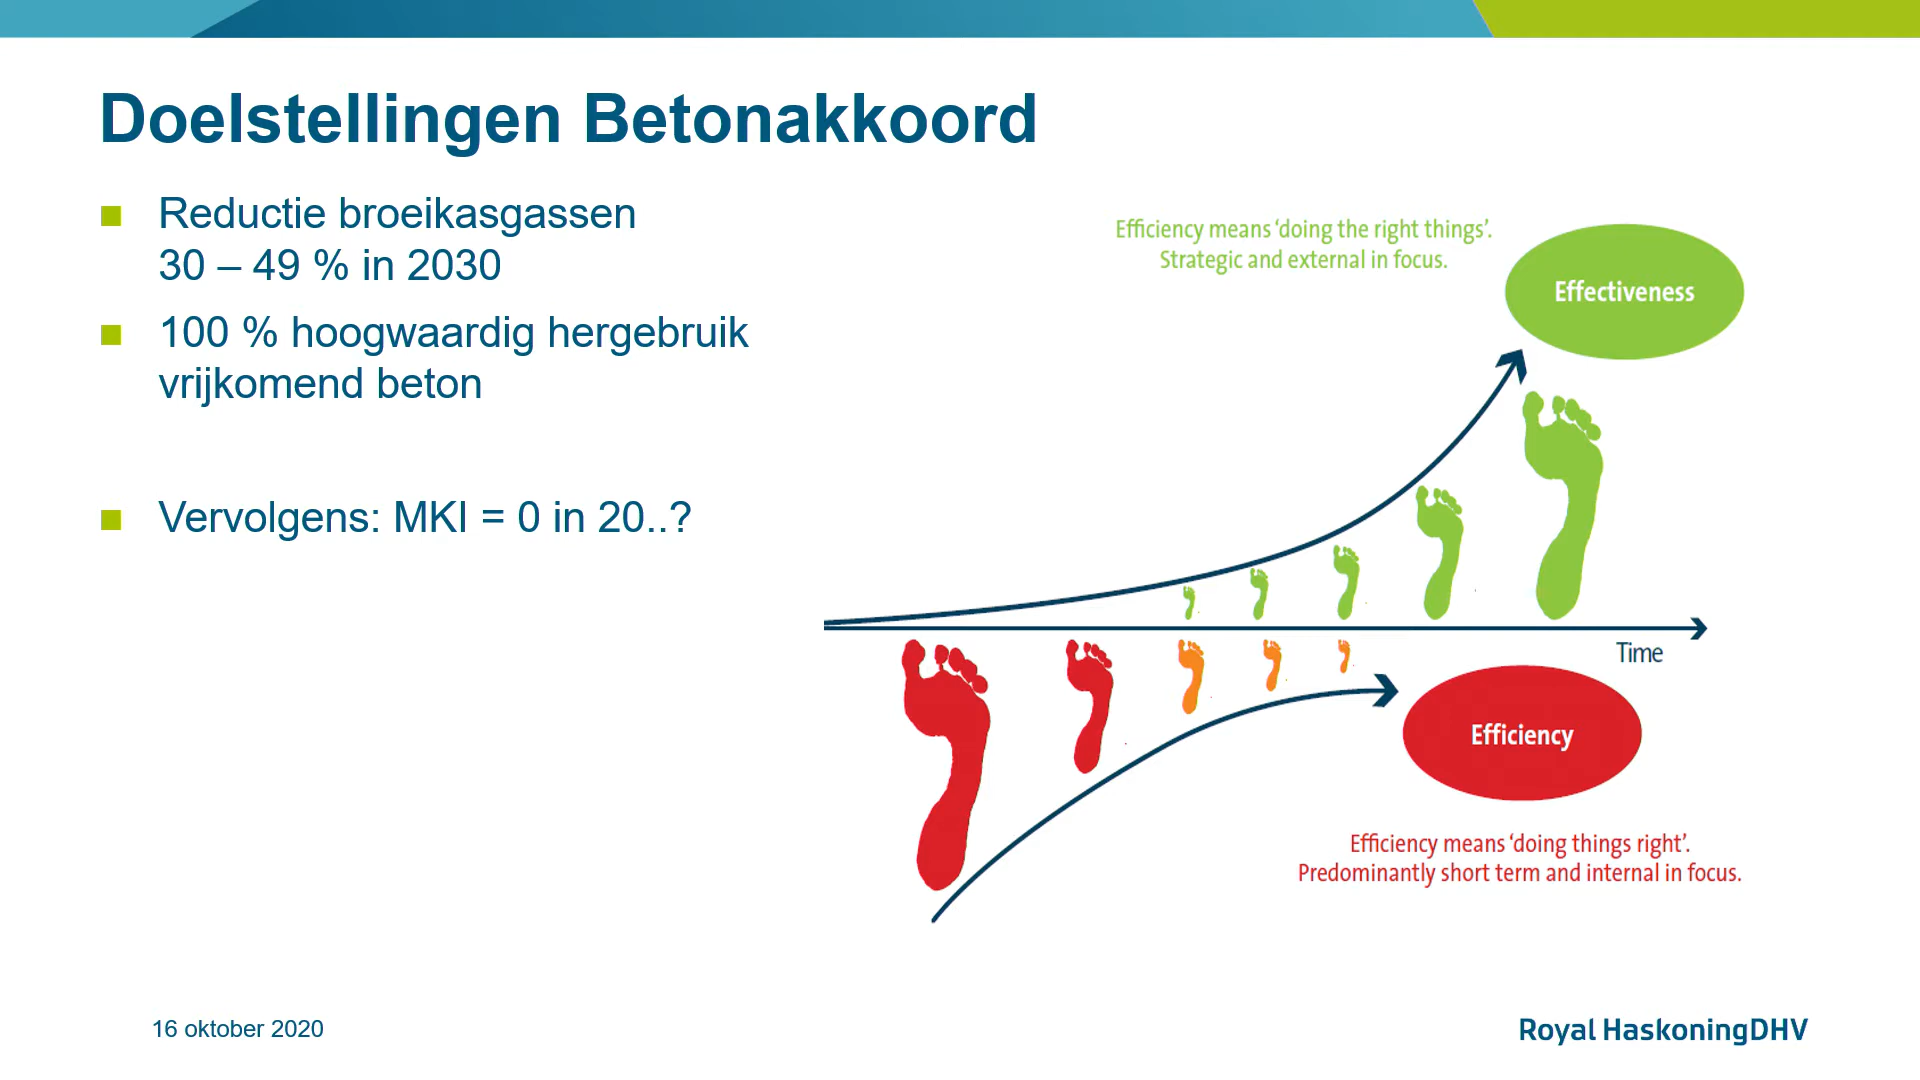 Doelstellingen Betonakkoord
Reductie broeikasgassen
30 – 49 % in 2030
100 % hoogwaardig hergebruik
vrijkomend beton
Vervolgens: MKI = 0 in 20..?
Efficiency means ‘doing the right things’.
Strategic and external in focus.
Effectiveness
Time
Efficiency
Efficiency means ‘doing things right’.
Predominantly short term and internal in focus.
16 oktober 2020
Royal HaskoningDHV